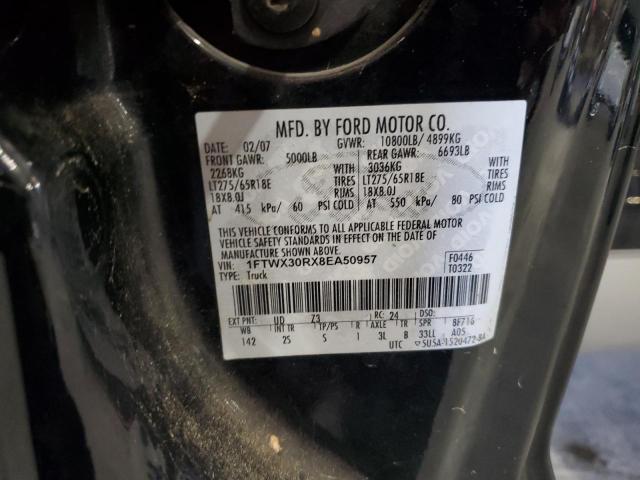 MFD. BY FORD MOTOR CO.
DATE: 02/07 GVWR: 10800LB/ 4899KG
FRONT GAWR: 5000LB REAR GAWR: 6693LB
2268KG WITH 3036KG WITH
LT275/65R18E TIRES LT275/65R18E TIRES
18X8.0J RIMS 18X8.0J RIMS
AT 415 kPa/ 60 PSI COLD AT 550 kPa/ 80 PSI COLD
THIS VEHICLE CONFORMS TO ALL APPLICABLE FEDERAL MOTOR
VEHICLE SAFETY STANDARDS IN EFFECT ON THE DATE OF
MANUFACTURE SHOWN ABOVE.
VIN: 1FTWX30RX8EA50957 F0446
TYPE: Truck T0322
EXT PNT: UD Z3 RC: 24 DSO:
WB INT TR TP/PS R AXLE TR SPR 8F716
142 2S 5 1 3L B 33LL A05
UTC